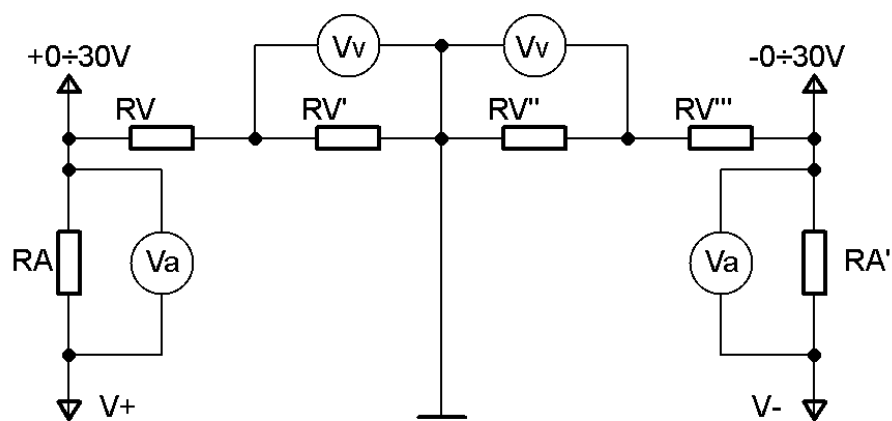 Vv
Vv
+0÷30V
-0÷30V
RV
RV'
RV''
RV'''
RA
Va
Va
RA'
V+
V-